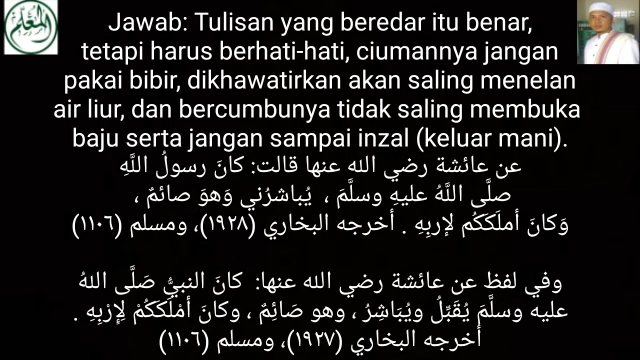 المعلم
Jawab: Tulisan yang beredar itu benar,
tetapi harus berhati-hati, ciumannya jangan
pakai bibir, dikhawatirkan akan saling menelan
air liur, dan bercumbunya tidak saling membuka
baju serta jangan sampai inzal (keluar mani).
عن عائشة رضي الله عنها قالت: كانَ رسولُ اللَّهِ
صلَّى اللَّهُ عليهِ وسلَّمَ ، يُباشرُني وَهوَ صائمٌ ،
وَكانَ أملَكَكُم لإربِهِ . أخرجه البخاري (١٩٢٨)، ومسلم (١١٠٦)
وفي لفظ عن عائشة رضي الله عنها: كانَ النبيُّ صَلَّى اللهُ
عليه وسلَّمَ يُقَبِّلُ ويُبَاشِرُ ، وهو صَائِمٌ ، وكانَ أمْلَكَكُمْ لِإِرْبِهِ .
أخرجه البخاري (١٩٢٧)، ومسلم (١١٠٦)